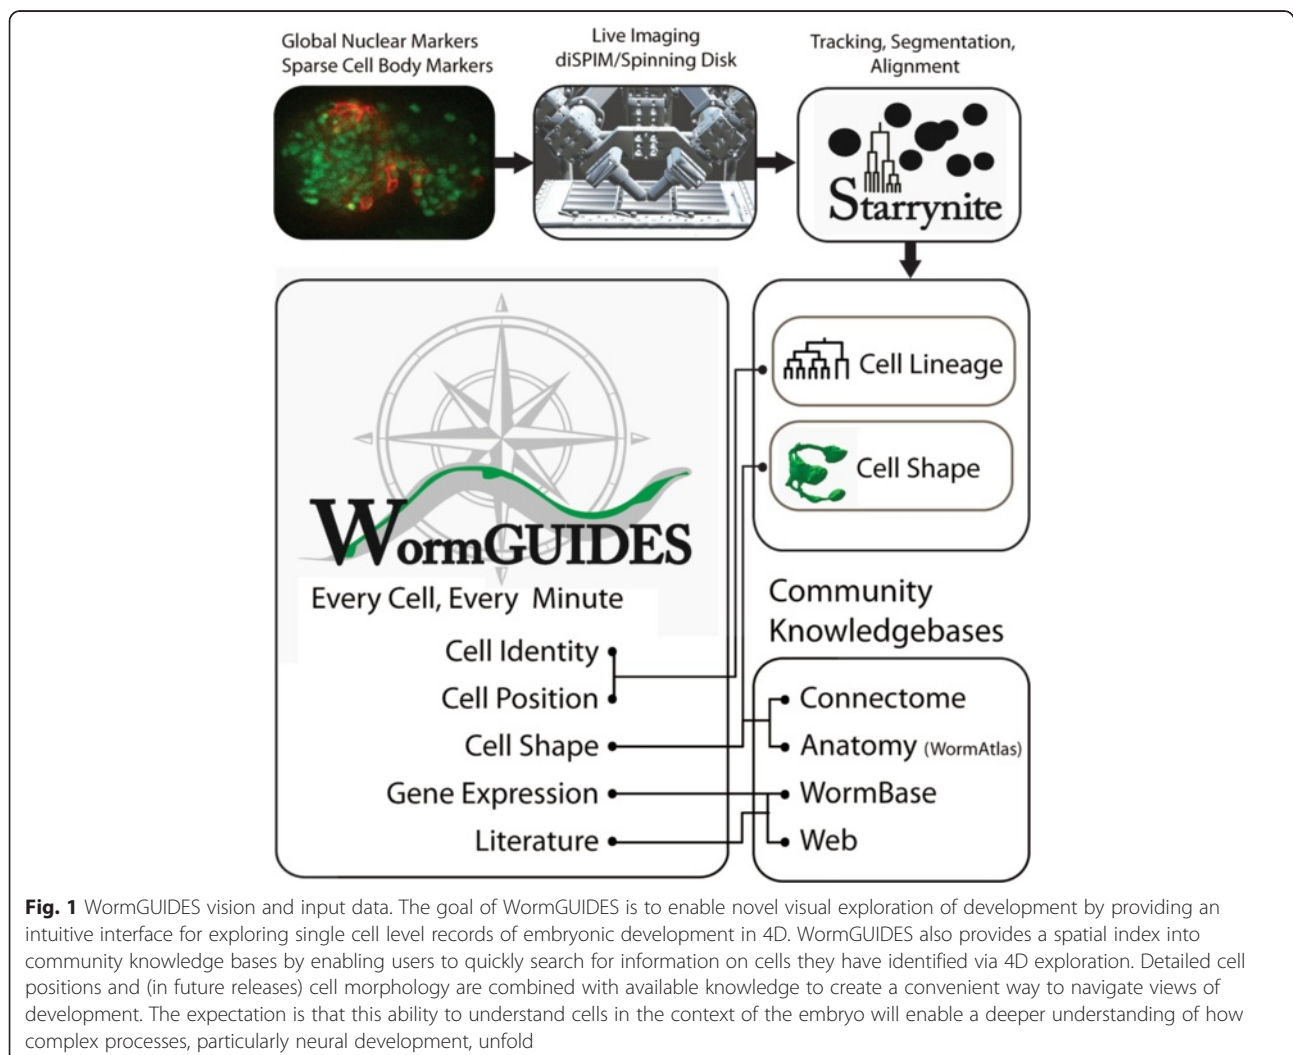 Global Nuclear Markers
Sparse Cell Body Markers
Live Imaging
diSPIM/Spinning Disk
Tracking, Segmentation,
Alignment
Starrynite
Cell Lineage
Cell Shape
WormGUIDES
Every Cell, Every Minute
Cell Identity
Cell Position
Cell Shape
Gene Expression
Literature
Community
Knowledgebases
Connectome
Anatomy (WormAtlas)
WormBase
Web
Fig. 1 WormGUIDES vision and input data. The goal of WormGUIDES is to enable novel visual exploration of development by providing an
intuitive interface for exploring single cell level records of embryonic development in 4D. WormGUIDES also provides a spatial index into
community knowledge bases by enabling users to quickly search for information on cells they have identified via 4D exploration. Detailed cell
positions and (in future releases) cell morphology are combined with available knowledge to create a convenient way to navigate views of
development. The expectation is that this ability to understand cells in the context of the embryo will enable a deeper understanding of how
complex processes, particularly neural development, unfold